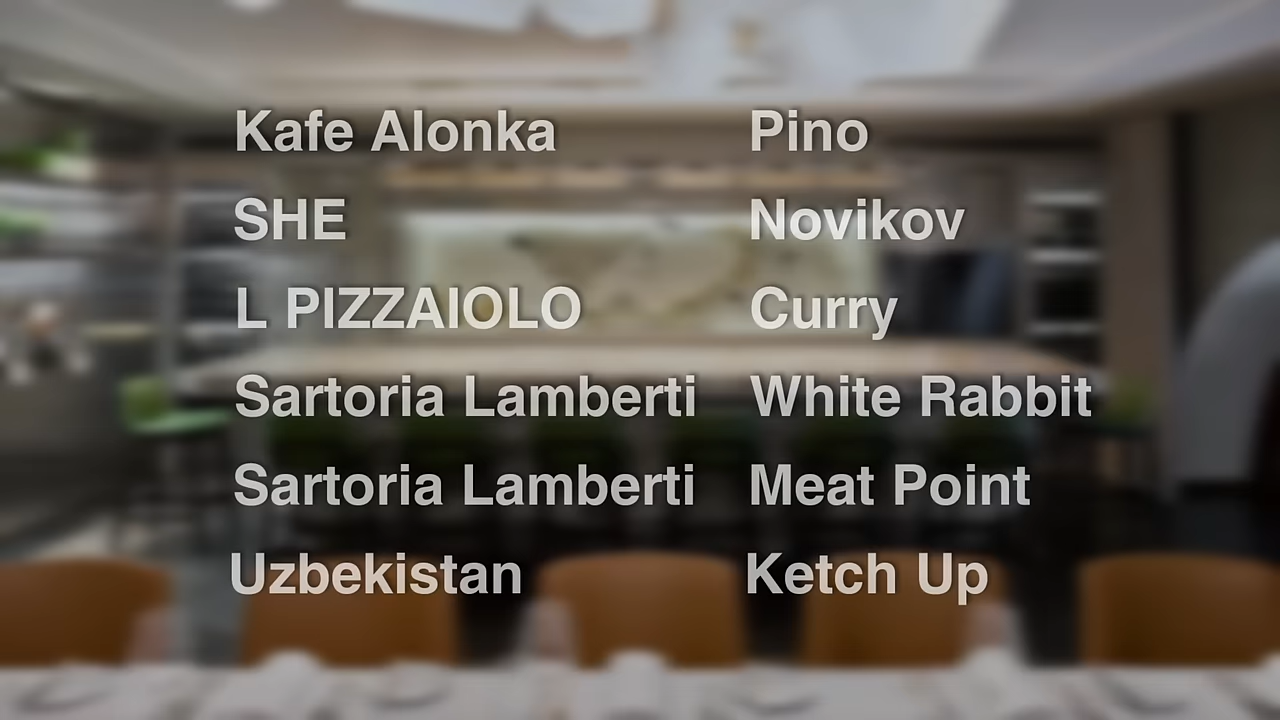 Kafe Alonka
SHE
L PIZZAIOLO
Sartoria Lamberti
Sartoria Lamberti
Uzbekistan
Pino
Novikov
Curry
White Rabbit
Meat Point
Ketch Up